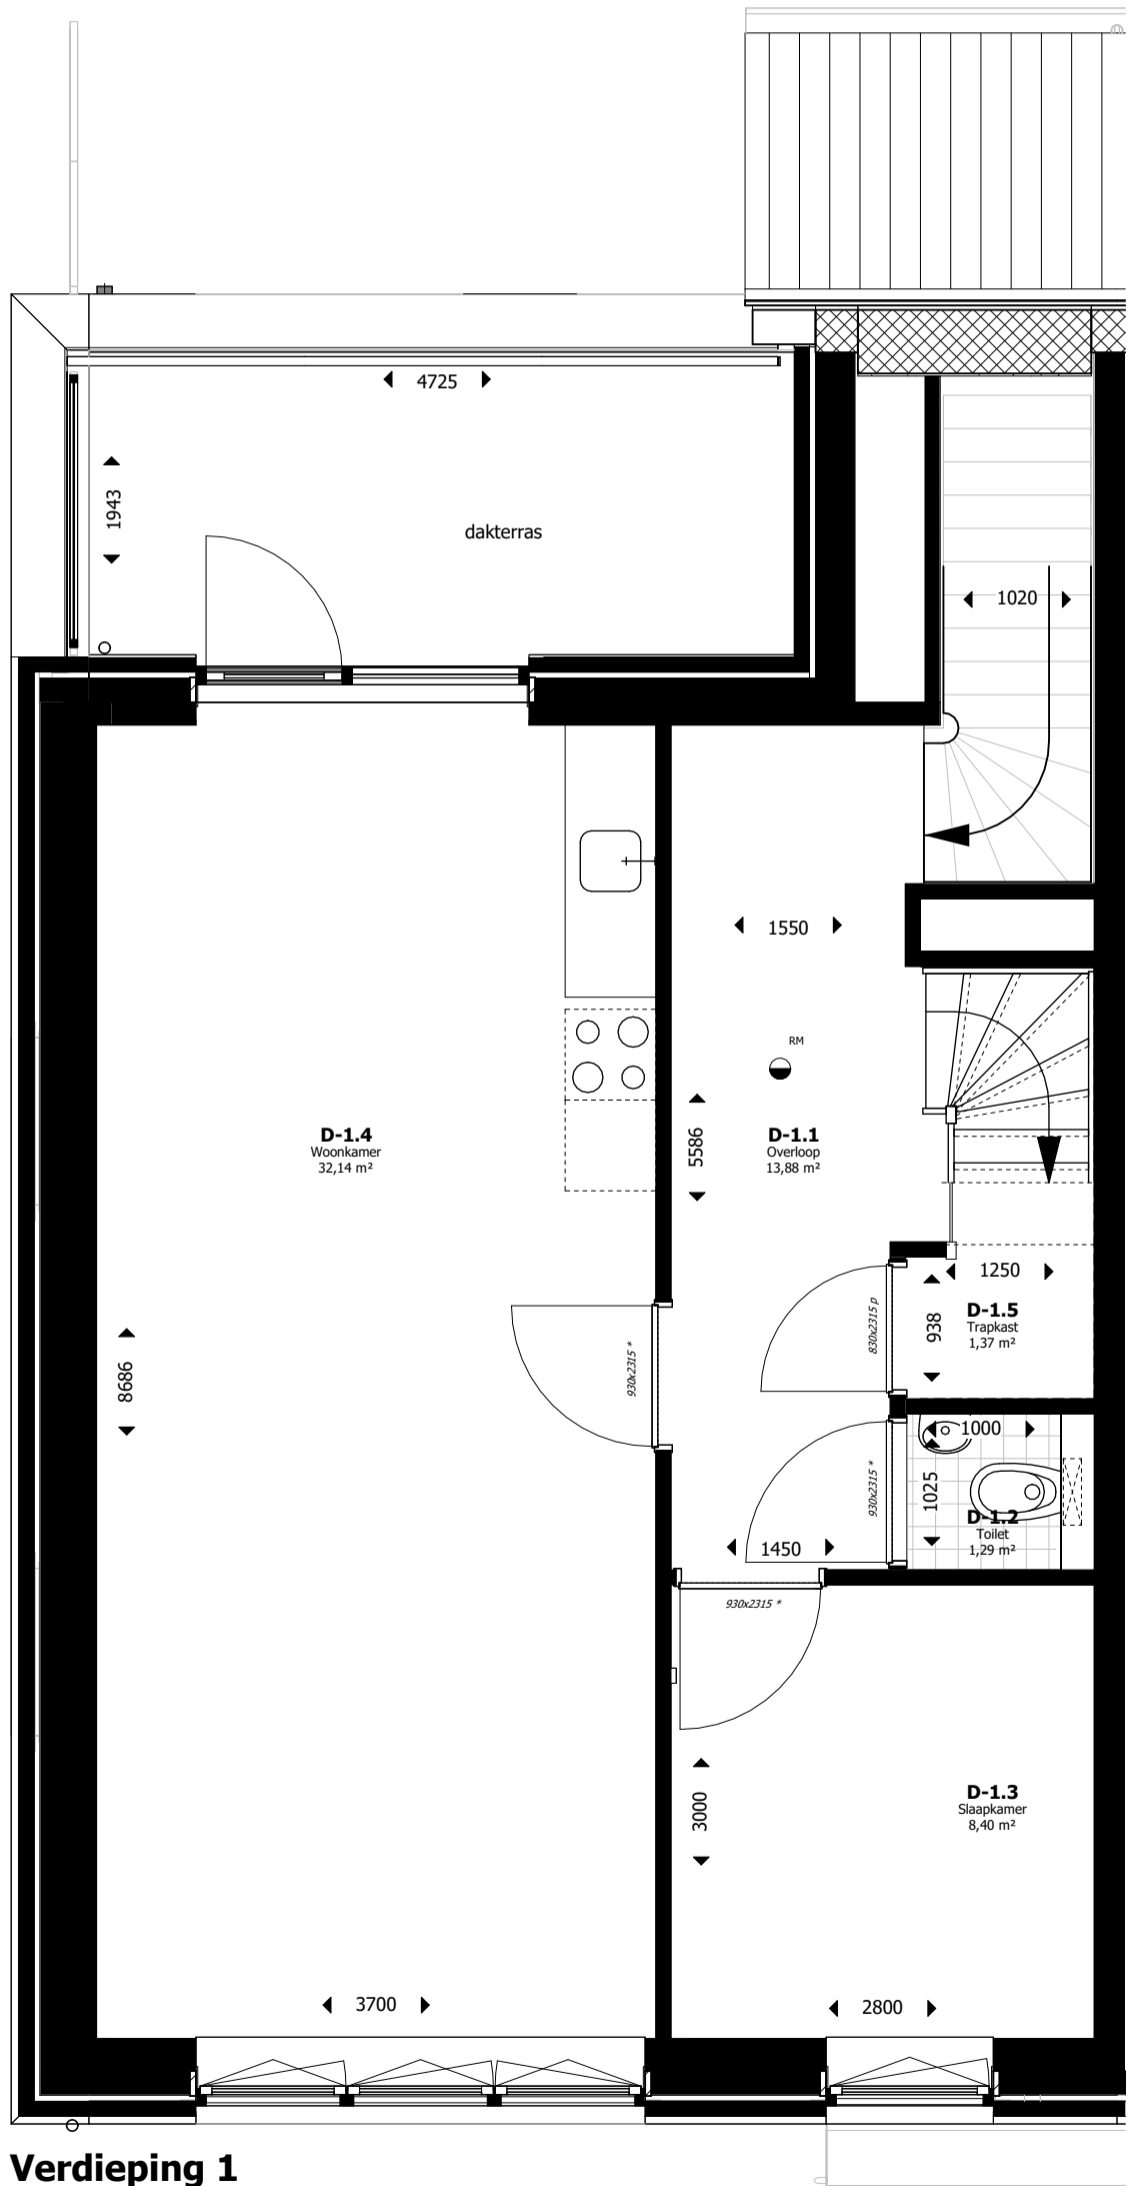 4725
1943
dakterras
1020
1550
RM
5586
D-1.4
Woonkamer
32,14 m²
D-1.1
Overloop
13,88 m²
1250
938
D-1.5
Trapkast
1,37 m²
830x2315 p
8686
930x2315 *
1000
1025
930x2315 *
D-1.2
Toilet
1,29 m²
1450
930x2315 *
3000
D-1.3
Slaapkamer
8,40 m²
3700
2800
Verdieping 1